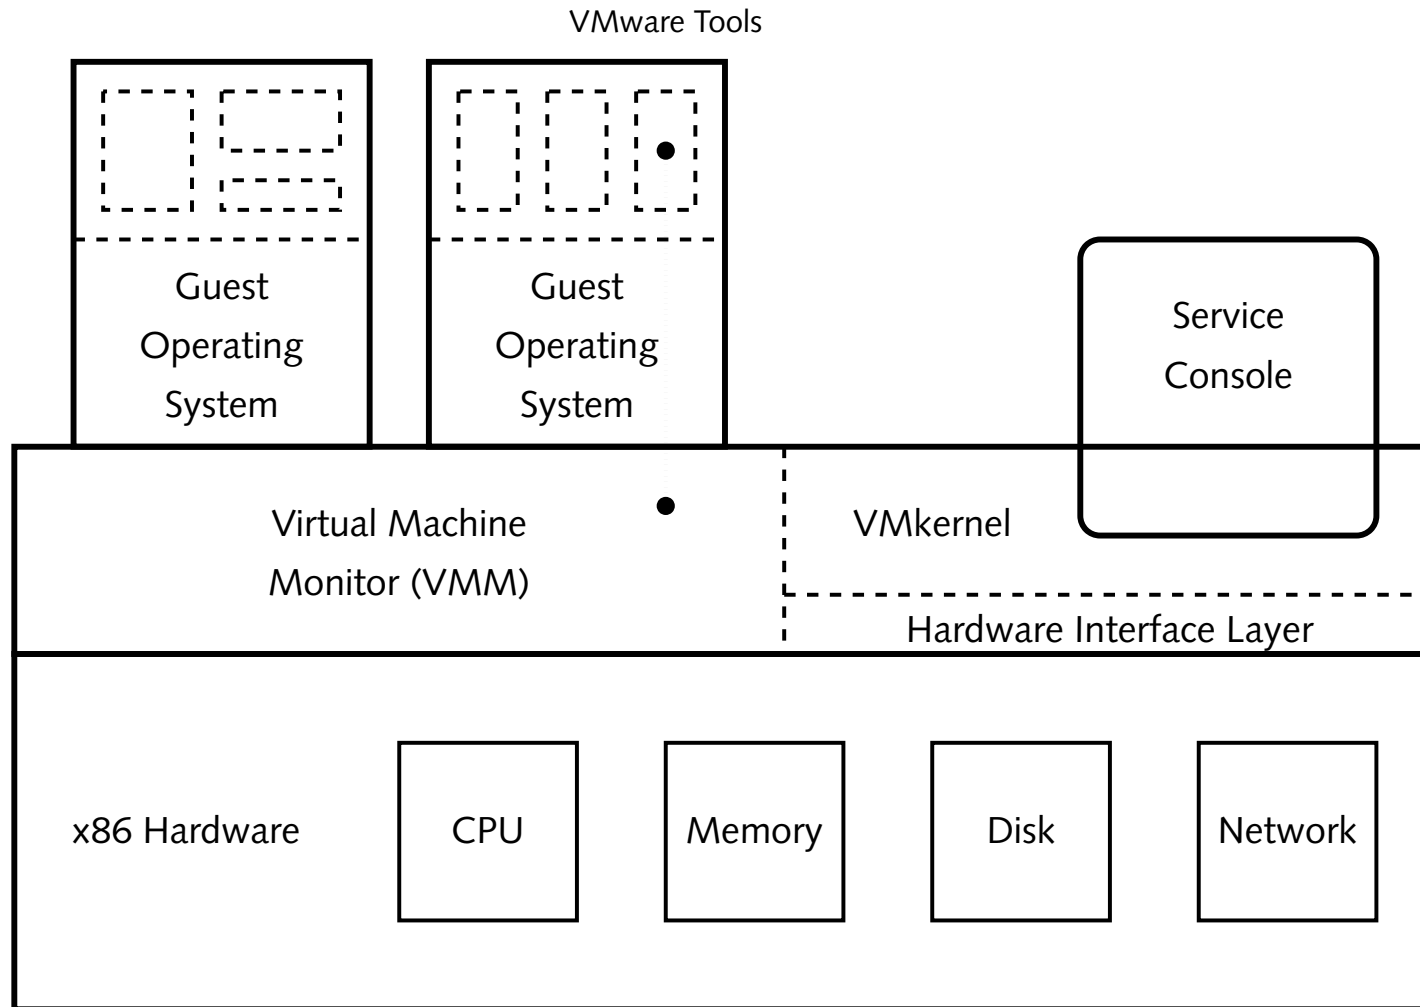 VMware Tools
Guest
Operating
System
Guest
Operating
System
Service
Console
Virtual Machine
Monitor (VMM)
VMkernel
Hardware Interface Layer
x86 Hardware
CPU
Memory
Disk
Network